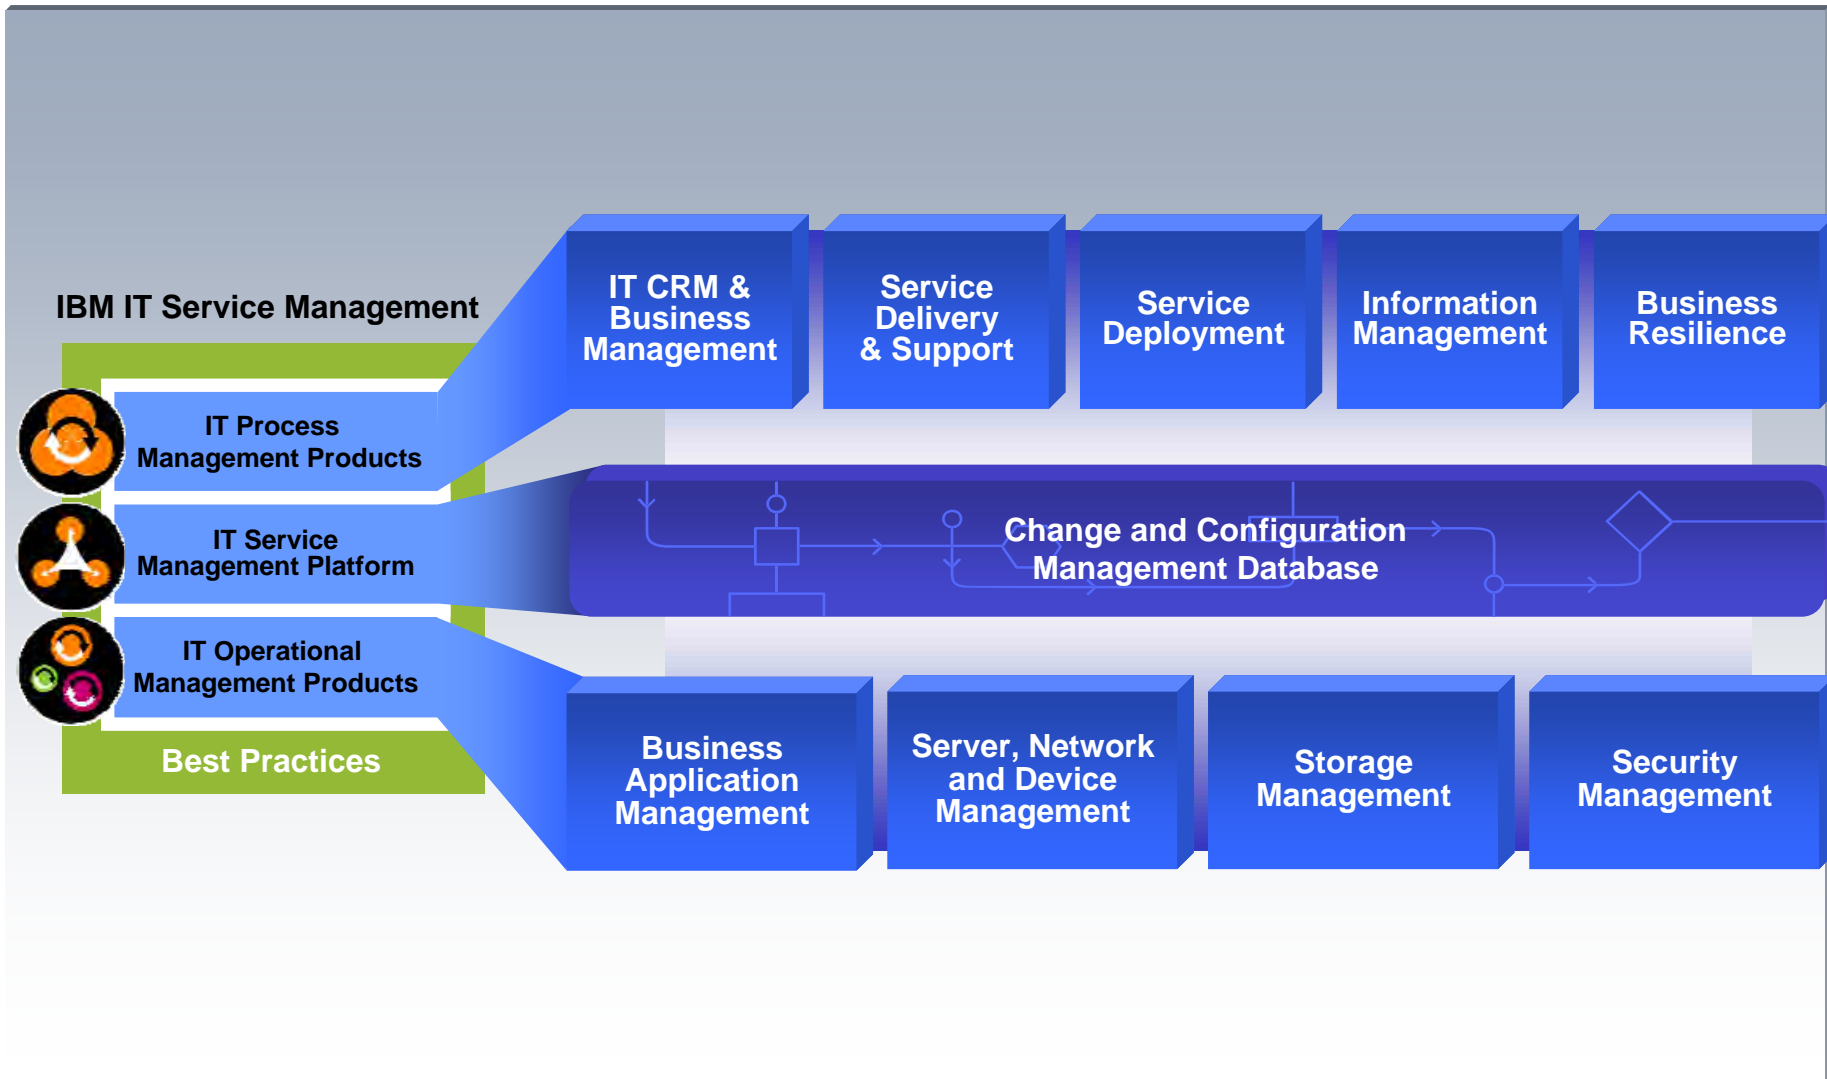 IBM IT Service Management
IT Process
Management Products
IT Service
Management Platform
IT Operational
Management Products
Best Practices
IT CRM &
Business
Management
Service
Delivery
& Support
Service
Deployment
Information
Management
Business
Resilience
Change and Configuration
Management Database
Business
Application
Management
Server, Network
and Device
Management
Storage
Management
Security
Management